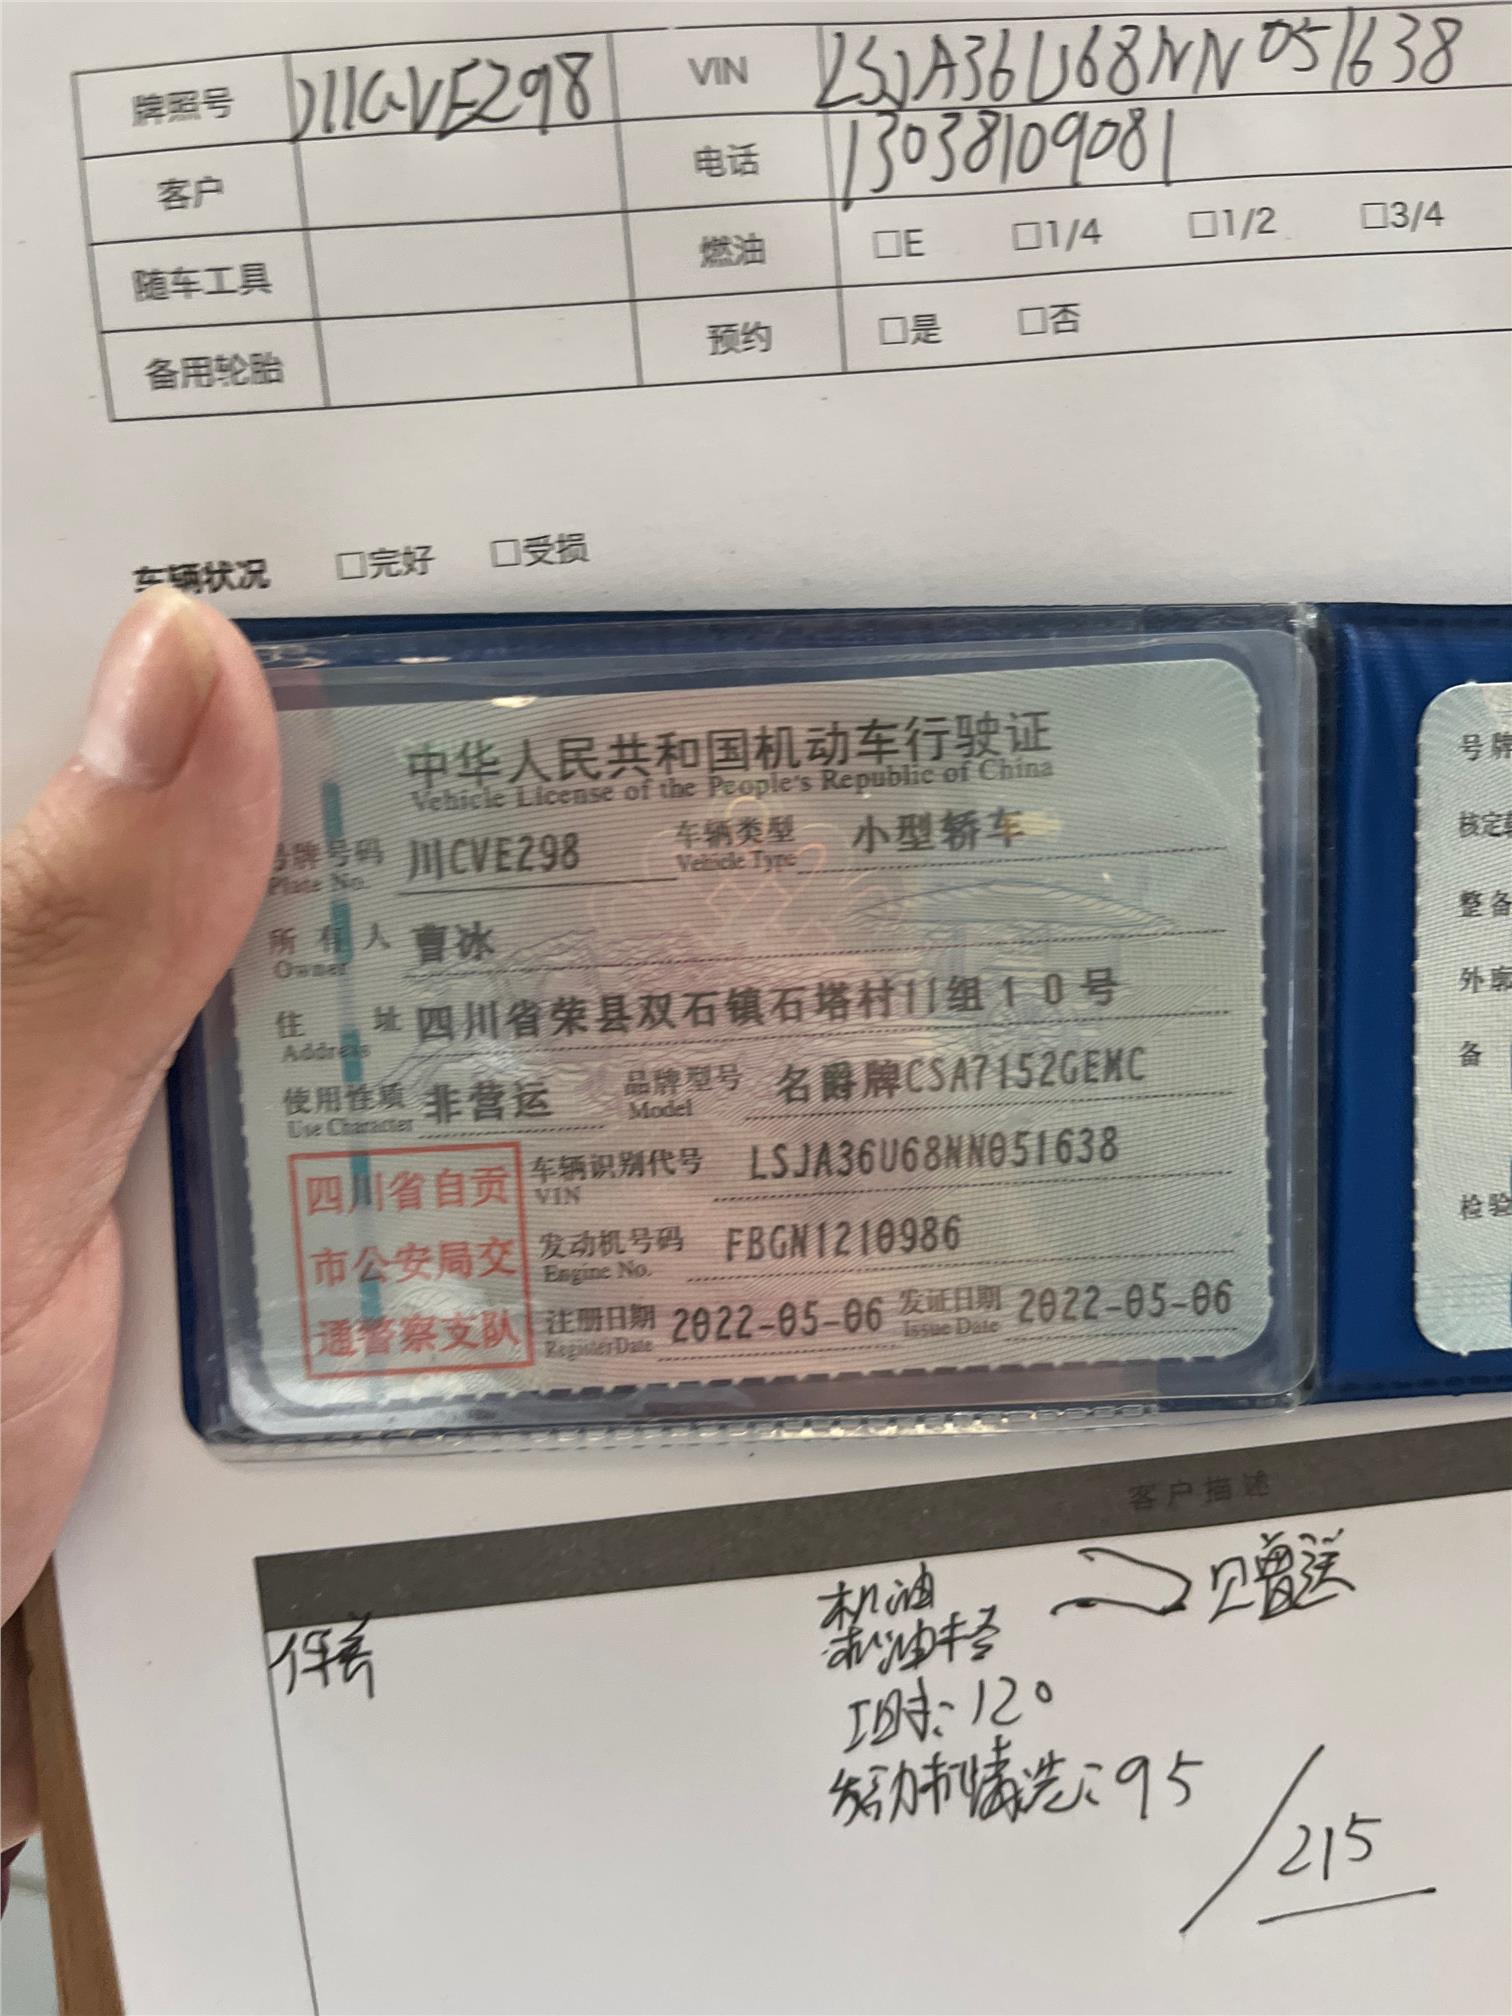 牌照号 川CVE298 VIN LSJA36U68NN051638
客户 电话 13038109081
随车工具 燃油 □E □1/4 □1/2 □3/4
备用轮胎 预约 □是 □否
车辆状况 □完好 □受损
中华人民共和国机动车行驶证
Vehicle License of the People's Republic of China
号牌号码 川CVE298 车辆类型 小型轿车
Plate No. Vehicle Type
所有人 曹冰
Owner
住址 四川省荣县双石镇石塔村11组10号
Address
使用性质 非营运 品牌型号 名爵牌CSA7152GEMC
Use Character Model
四川省自贡
市公安局交
通警察支队
车辆识别代号 LSJA36U68NN051638
VIN
发动机号码 FBGN1210986
Engine No.
注册日期 2022-05-06 发证日期 2022-05-06
Register Date Issue Date
号牌
核定
整备
外廓
备
检验
客户描述
保养
机油
机油格
赠送
工时:120
发动机清洗:95
215